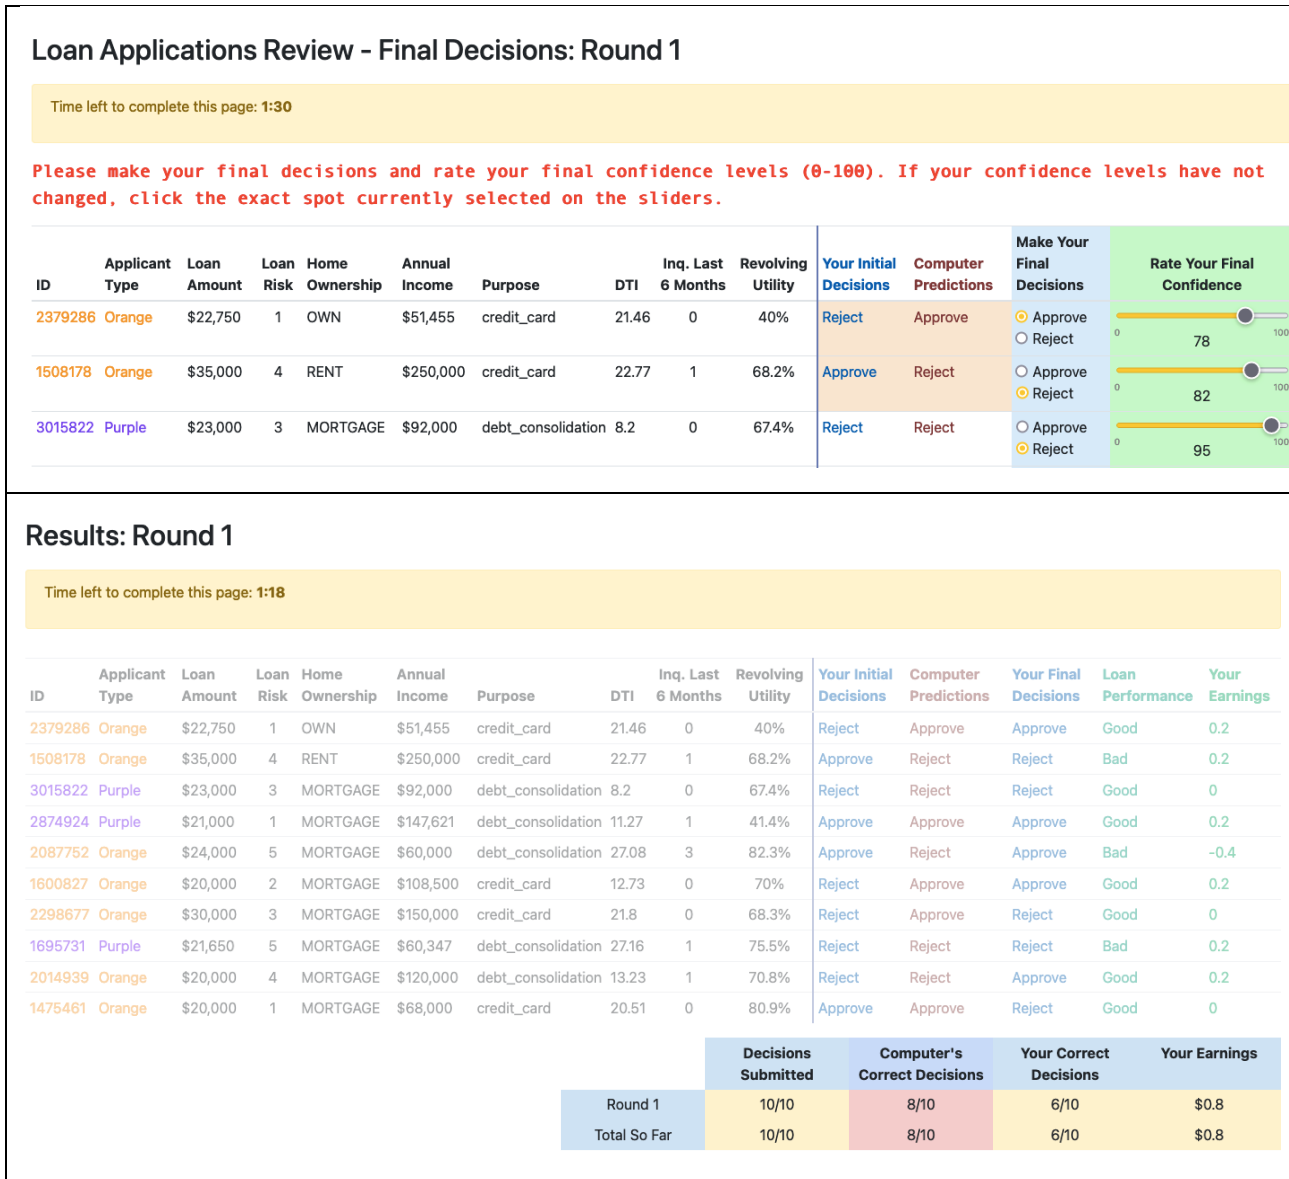 Loan Applications Review - Final Decisions: Round 1
Time left to complete this page: 1:30
Please make your final decisions and rate your final confidence levels (0-100). If your confidence levels have not
changed, click the exact spot currently selected on the sliders.
ID Applicant Type Loan Amount Loan Risk Home Ownership Annual Income Purpose DTI Inq. Last 6 Months Revolving Utility Your Initial Decisions Computer Predictions Make Your Final Decisions Rate Your Final Confidence
2379286 Orange $22,750 1 OWN $51,455 credit_card 21.46 0 40% Reject Approve Approve
Reject 0 78 100
1508178 Orange $35,000 4 RENT $250,000 credit_card 22.77 1 68.2% Approve Reject Approve
Reject 0 82 100
3015822 Purple $23,000 3 MORTGAGE $92,000 debt_consolidation 8.2 0 67.4% Reject Reject Approve
Reject 0 95 100
Results: Round 1
Time left to complete this page: 1:18
ID Applicant Type Loan Amount Loan Risk Home Ownership Annual Income Purpose DTI Inq. Last 6 Months Revolving Utility Your Initial Decisions Computer Predictions Your Final Decisions Loan Performance Your Earnings
2379286 Orange $22,750 1 OWN $51,455 credit_card 21.46 0 40% Reject Approve Approve Good 0.2
1508178 Orange $35,000 4 RENT $250,000 credit_card 22.77 1 68.2% Approve Reject Reject Bad 0.2
3015822 Purple $23,000 3 MORTGAGE $92,000 debt_consolidation 8.2 0 67.4% Reject Reject Reject Good 0
2874924 Purple $21,000 1 MORTGAGE $147,621 debt_consolidation 11.27 1 41.4% Approve Approve Approve Good 0.2
2087752 Orange $24,000 5 MORTGAGE $60,000 debt_consolidation 27.08 3 82.3% Approve Reject Approve Bad -0.4
1600827 Orange $20,000 2 MORTGAGE $108,500 credit_card 12.73 0 70% Reject Approve Approve Good 0.2
2298677 Orange $30,000 3 MORTGAGE $150,000 credit_card 21.8 0 68.3% Reject Approve Reject Good 0
1695731 Purple $21,650 5 MORTGAGE $60,347 debt_consolidation 27.16 1 75.5% Reject Reject Reject Bad 0.2
2014939 Orange $20,000 4 MORTGAGE $120,000 debt_consolidation 13.23 1 70.8% Reject Reject Approve Good 0.2
1475461 Orange $20,000 1 MORTGAGE $68,000 credit_card 20.51 0 80.9% Approve Approve Reject Good 0
Decisions Submitted Computer's Correct Decisions Your Correct Decisions Your Earnings
Round 1 10/10 8/10 6/10 $0.8
Total So Far 10/10 8/10 6/10 $0.8